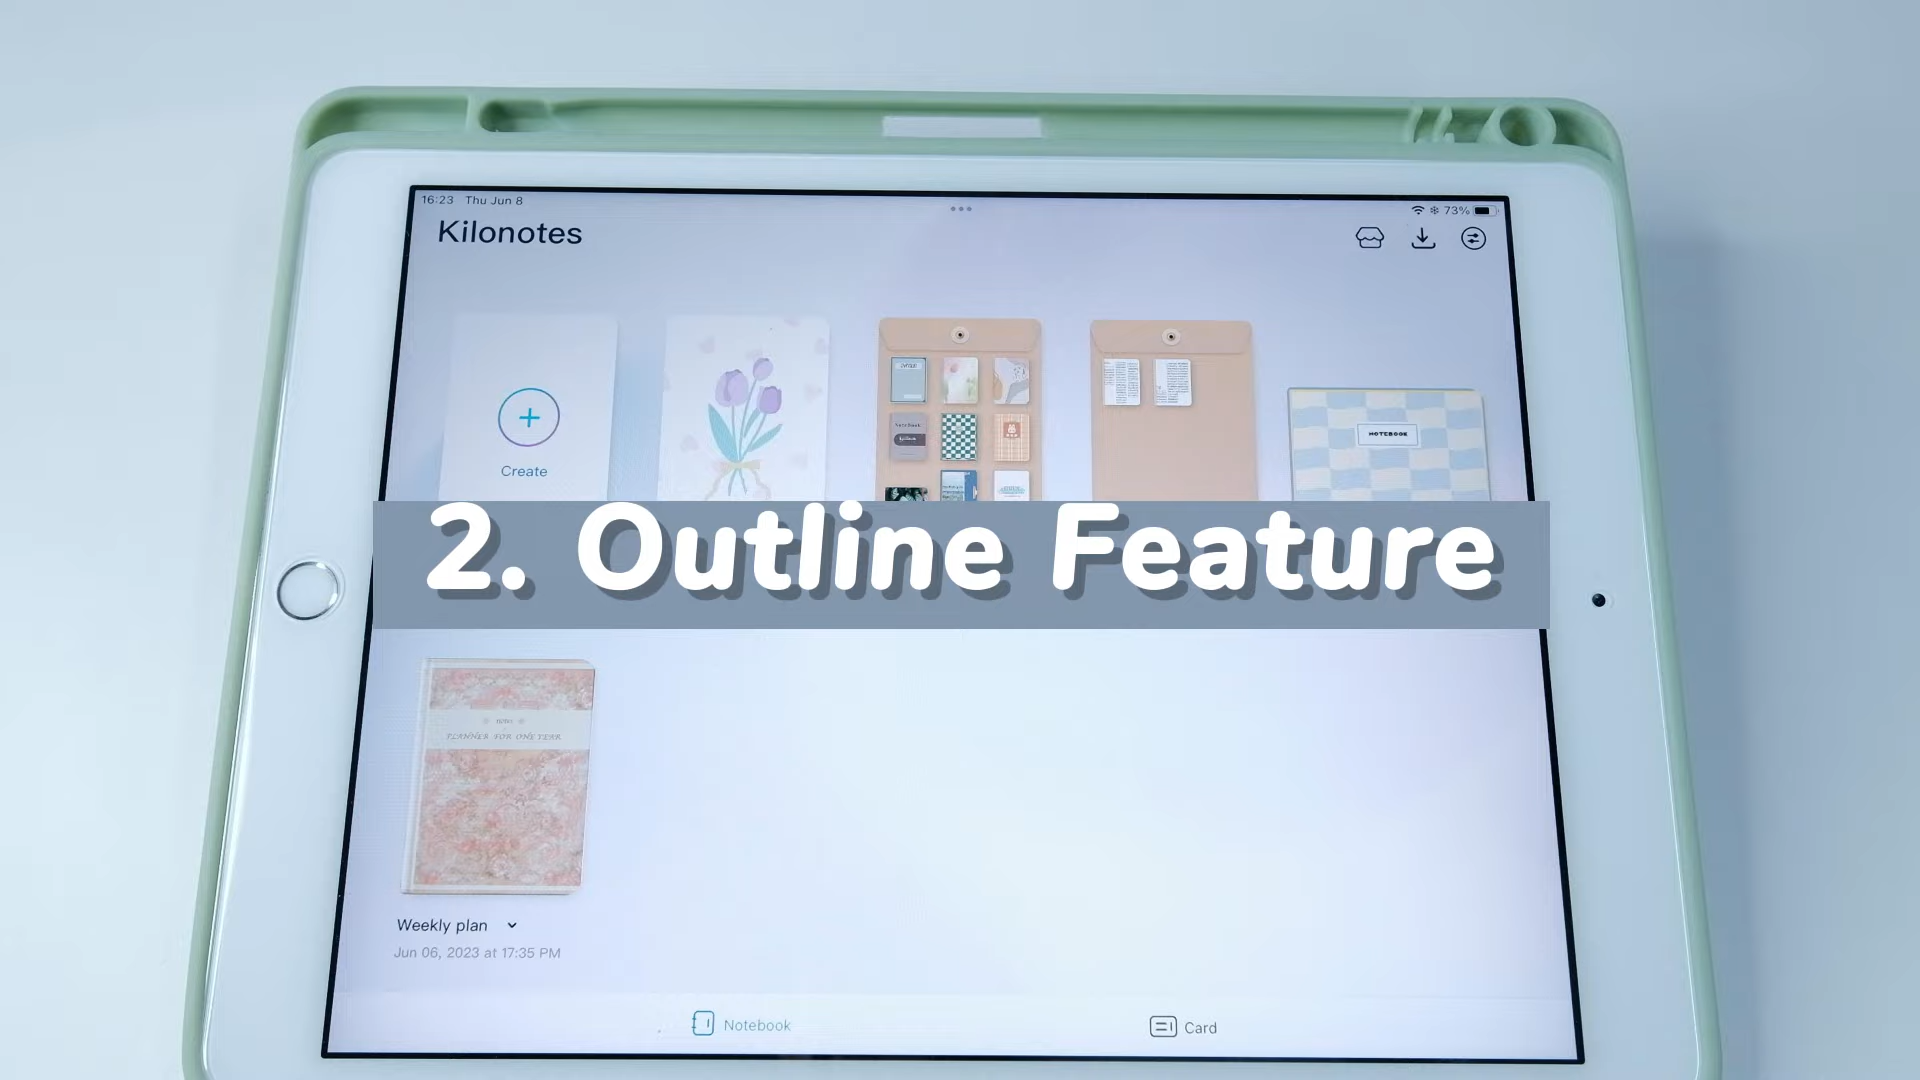 16:23 Thu Jun 8
73%
Kilonotes
Create
NOTEBOOK
2. Outline Feature
PLANNER FOR ONE YEAR
Weekly plan
Jun 06, 2023 at 17:35 PM
Notebook
Card